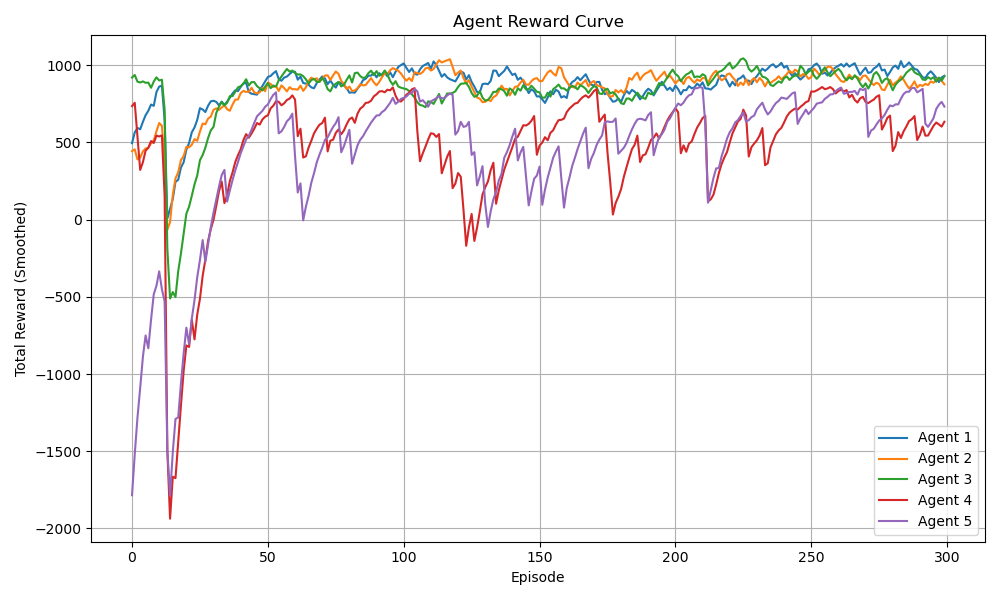 Agent Reward Curve
Total Reward (Smoothed)
1000
500
0
−500
−1000
−1500
−2000
0 50 100 150 200 250 300
Episode
Agent 1
Agent 2
Agent 3
Agent 4
Agent 5